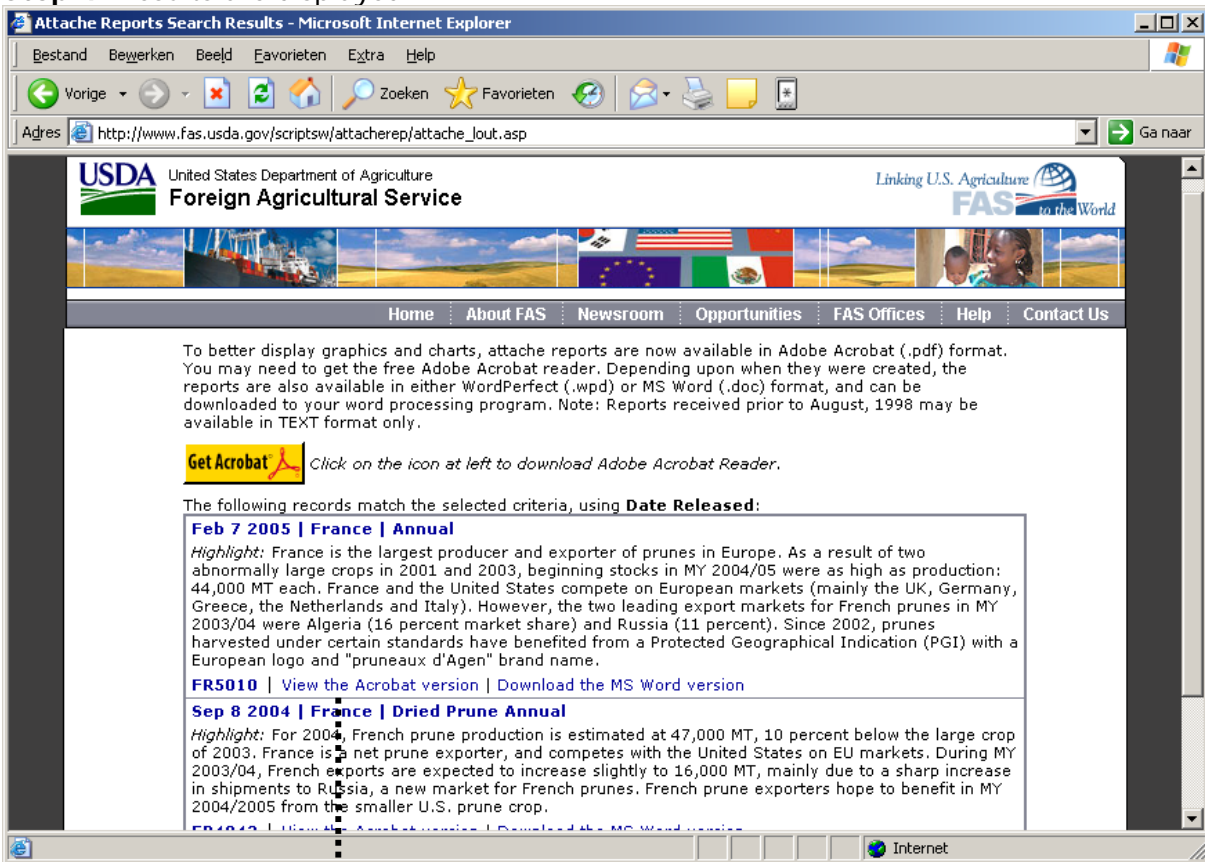 Attache Reports Search Results - Microsoft Internet Explorer
Bestand Bewerken Beeld Favorieten Extra Help
Vorige Zoeken Favorieten
Adres http://www.fas.usda.gov/scriptsw/attacherep/attache_lout.asp Ga naar
USDA United States Department of Agriculture
Foreign Agricultural Service
Linking U.S. Agriculture
FAS to the World
Home About FAS Newsroom Opportunities FAS Offices Help Contact Us
To better display graphics and charts, attache reports are now available in Adobe Acrobat (.pdf) format.
You may need to get the free Adobe Acrobat reader. Depending upon when they were created, the
reports are also available in either WordPerfect (.wpd) or MS Word (.doc) format, and can be
downloaded to your word processing program. Note: Reports received prior to August, 1998 may be
available in TEXT format only.
Get Acrobat Click on the icon at left to download Adobe Acrobat Reader.
The following records match the selected criteria, using Date Released:
Feb 7 2005 | France | Annual
Highlight: France is the largest producer and exporter of prunes in Europe. As a result of two
abnormally large crops in 2001 and 2003, beginning stocks in MY 2004/05 were as high as production:
44,000 MT each. France and the United States compete on European markets (mainly the UK, Germany,
Greece, the Netherlands and Italy). However, the two leading export markets for French prunes in MY
2003/04 were Algeria (16 percent market share) and Russia (11 percent). Since 2002, prunes
harvested under certain standards have benefited from a Protected Geographical Indication (PGI) with a
European logo and "pruneaux d'Agen" brand name.
FR5010 | View the Acrobat version | Download the MS Word version
Sep 8 2004 | France | Dried Prune Annual
Highlight: For 2004, French prune production is estimated at 47,000 MT, 10 percent below the large crop
of 2003. France is a net prune exporter, and competes with the United States on EU markets. During MY
2003/04, French exports are expected to increase slightly to 16,000 MT, mainly due to a sharp increase
in shipments to Russia, a new market for French prunes. French prune exporters hope to benefit in MY
2004/2005 from the smaller U.S. prune crop.
View the Acrobat version | Download the MS Word version
Internet